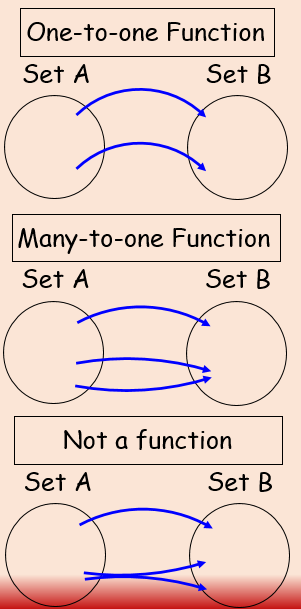 One-to-one Function
Set A Set B
Many-to-one Function
Set A Set B
Not a function
Set A Set B